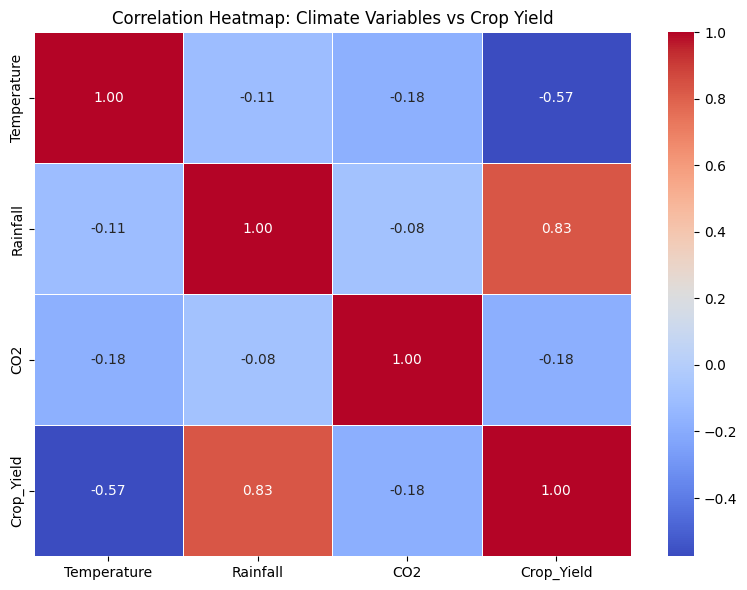 Correlation Heatmap: Climate Variables vs Crop Yield
Temperature
1.00
-0.11
-0.18
-0.57
Rainfall
-0.11
1.00
-0.08
0.83
CO2
-0.18
-0.08
1.00
-0.18
Crop_Yield
-0.57
0.83
-0.18
1.00
Temperature
Rainfall
CO2
Crop_Yield
1.0
0.8
0.6
0.4
0.2
0.0
−0.2
−0.4